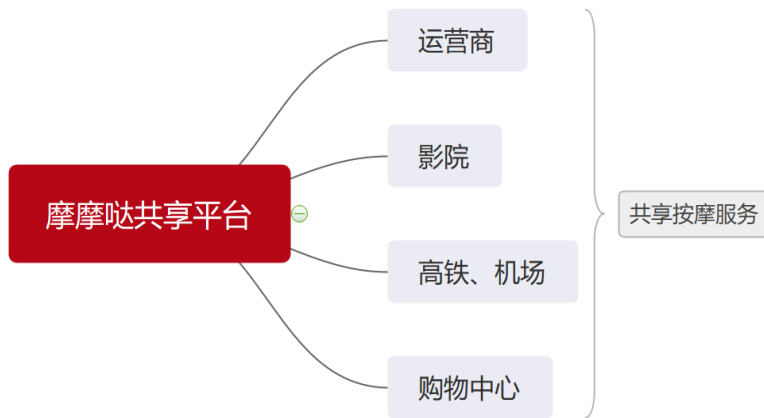 运营商
影院
摩摩哒共享平台
共享按摩服务
高铁、机场
购物中心